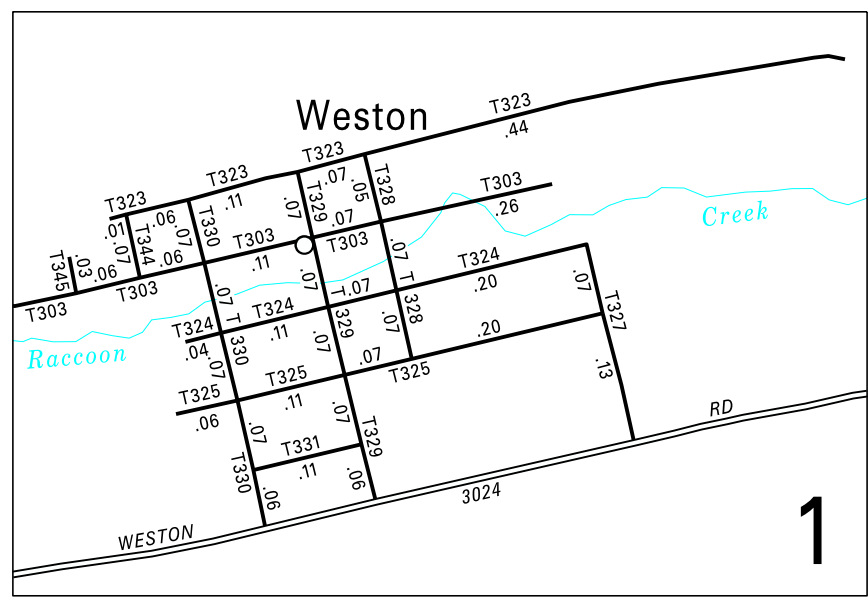 T323
.44
Weston
T323
T323
.07
.05
T328
T303
.26
Creek
T323
.11
.07
T329
.07
.01
.06
.07
T330
T344
.07
T303
.11
T303
.07
T324
.20
.07
T327
T345
.03
.06
T303
.06
T303
.07
T
330
T324
.11
.07
T
329
.07
T
328
.07
.20
T324
.04
.07
.07
.07
T325
.13
Raccoon
T325
.06
T325
.11
.07
.07
T329
T331
.11
T330
.06
.06
RD
3024
WESTON
1